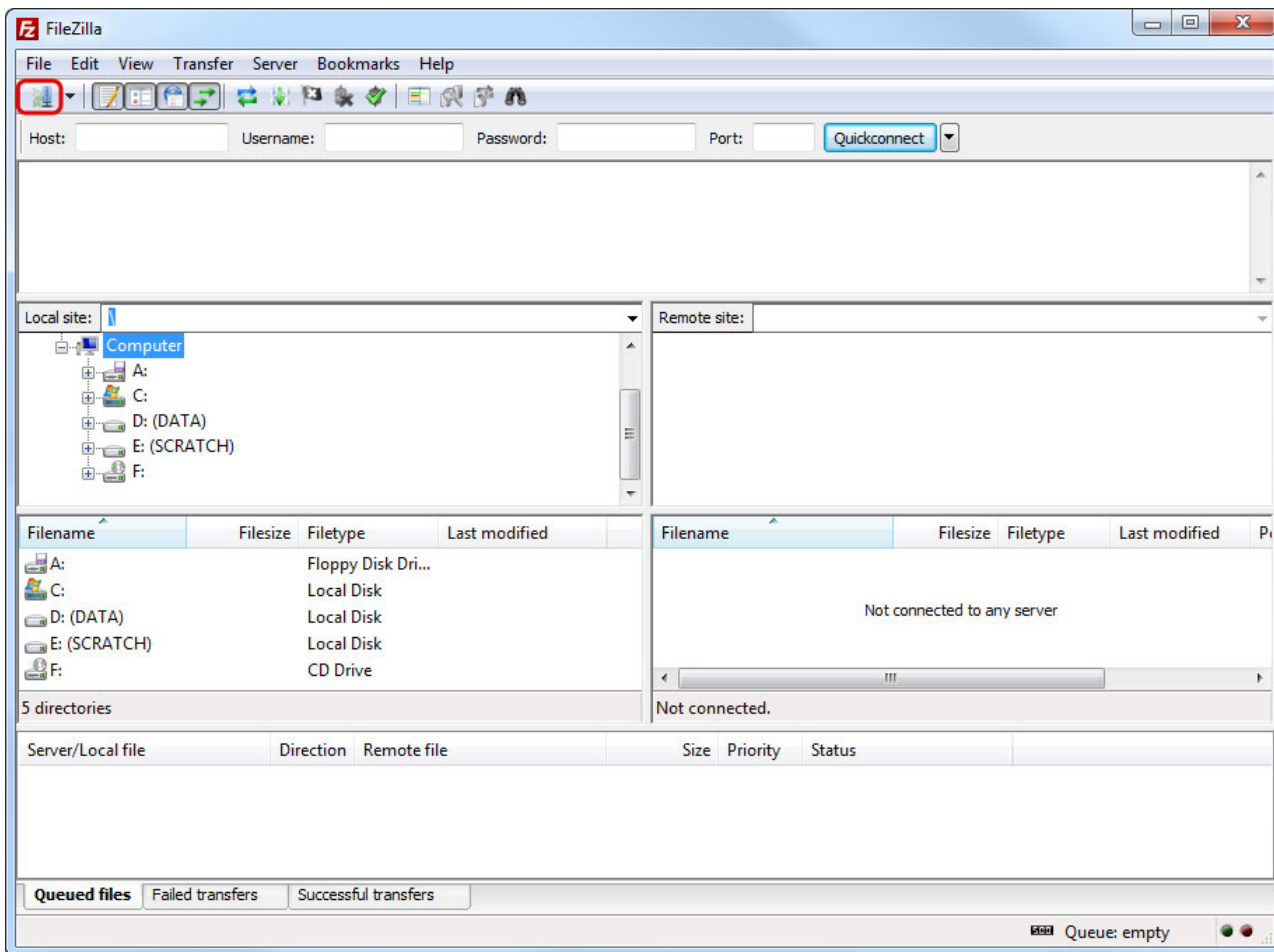 FileZilla
File Edit View Transfer Server Bookmarks Help
Host: Username: Password: Port: Quickconnect
Local site: \
Computer
A:
C:
D: (DATA)
E: (SCRATCH)
F:
Remote site:
Filename Filesize Filetype Last modified
A: Floppy Disk Dri...
C: Local Disk
D: (DATA) Local Disk
E: (SCRATCH) Local Disk
F: CD Drive
5 directories
Filename Filesize Filetype Last modified
Not connected to any server
Not connected.
Server/Local file Direction Remote file Size Priority Status
Queued files Failed transfers Successful transfers
Queue: empty